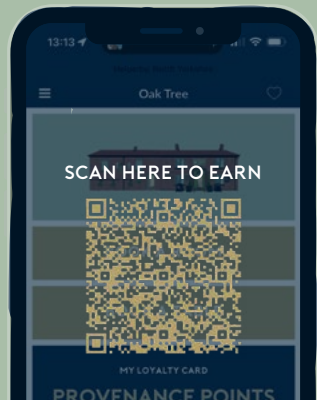 13:13
Oak Tree
SCAN HERE TO EARN
MY LOYALTY CARD
PROVENANCE POINTS